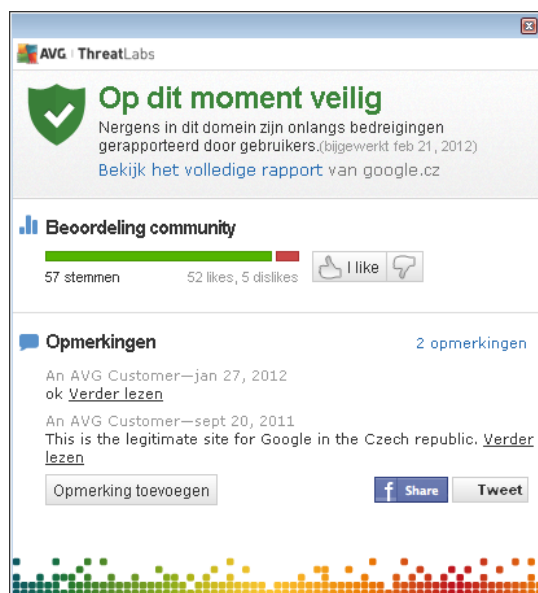 AVG ThreatLabs
Op dit moment veilig
Nergens in dit domein zijn onlangs bedreigingen
gerapporteerd door gebruikers.(bijgewerkt feb 21, 2012)
Bekijk het volledige rapport van google.cz
Beoordeling community
57 stemmen 52 likes, 5 dislikes
I like
Opmerkingen
2 opmerkingen
An AVG Customer—jan 27, 2012
ok Verder lezen
An AVG Customer—sept 20, 2011
This is the legitimate site for Google in the Czech republic. Verder
lezen
Opmerking toevoegen
f Share
Tweet